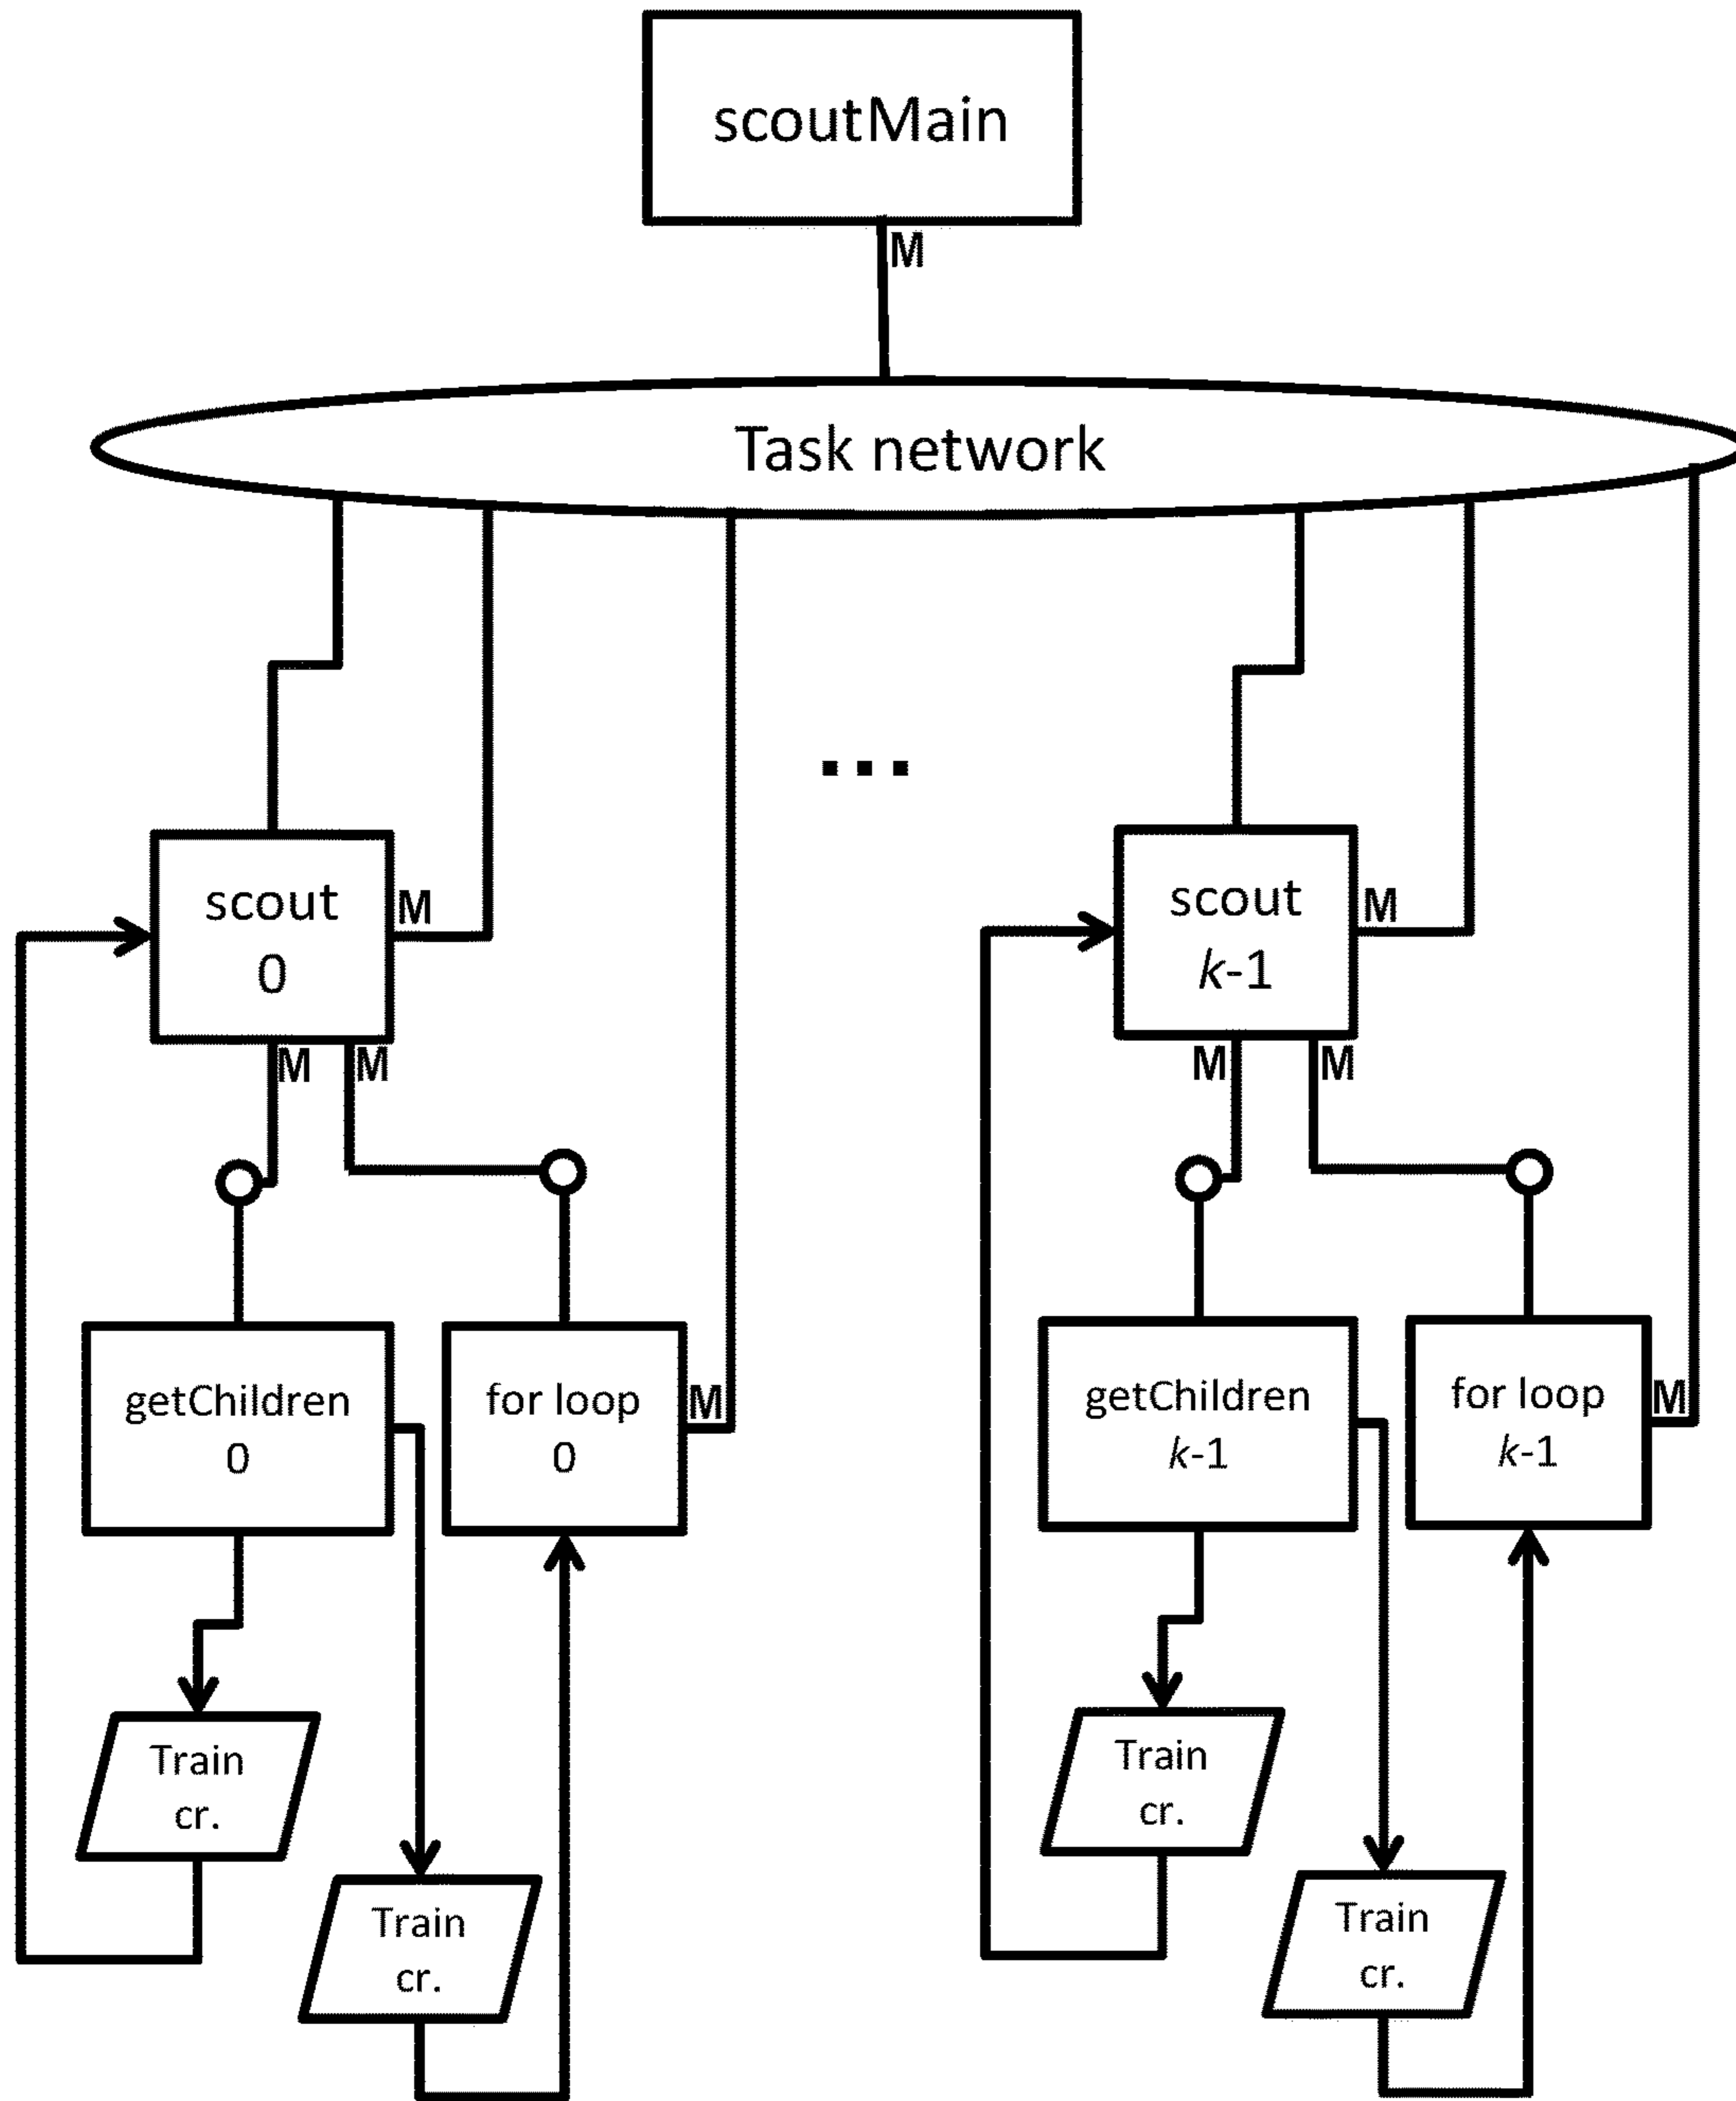 scoutMain
M
Task network
...
scout
0
M
M
M
scout
k-1
M
M
M
getChildren
0
for loop
0
M
getChildren
k-1
for loop
k-1
M
Train
cr.
Train
cr.
Train
cr.
Train
cr.